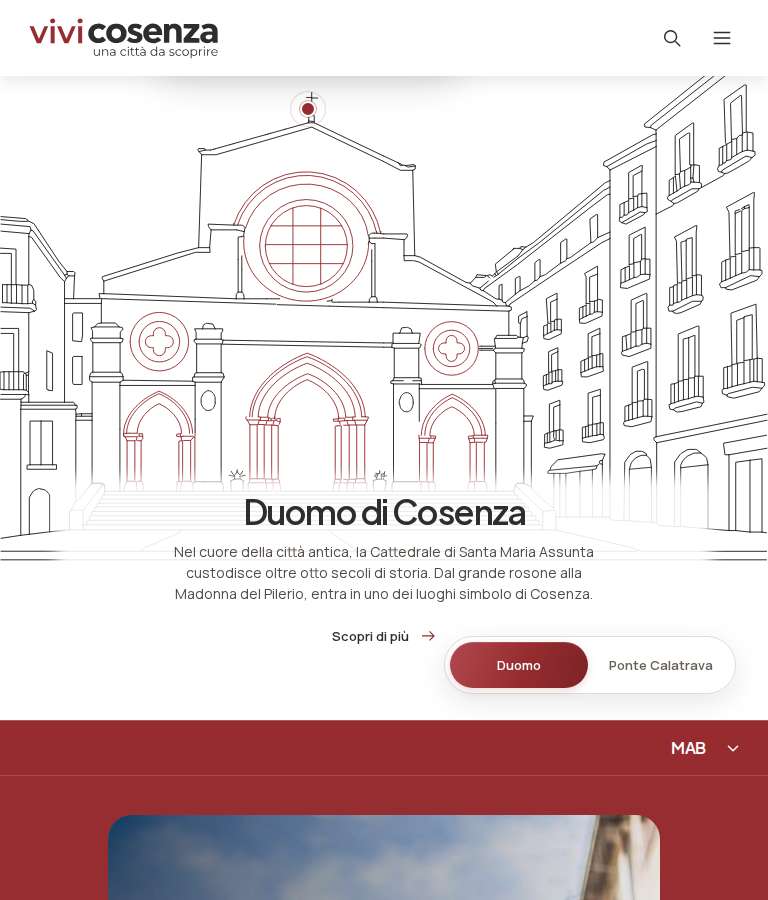 vivicosenza
una città da scoprire
Duomo di Cosenza
Nel cuore della città antica, la Cattedrale di Santa Maria Assunta
custodisce oltre otto secoli di storia. Dal grande rosone alla
Madonna del Pilerio, entra in uno dei luoghi simbolo di Cosenza.
Scopri di più
Duomo
Ponte Calatrava
MAB